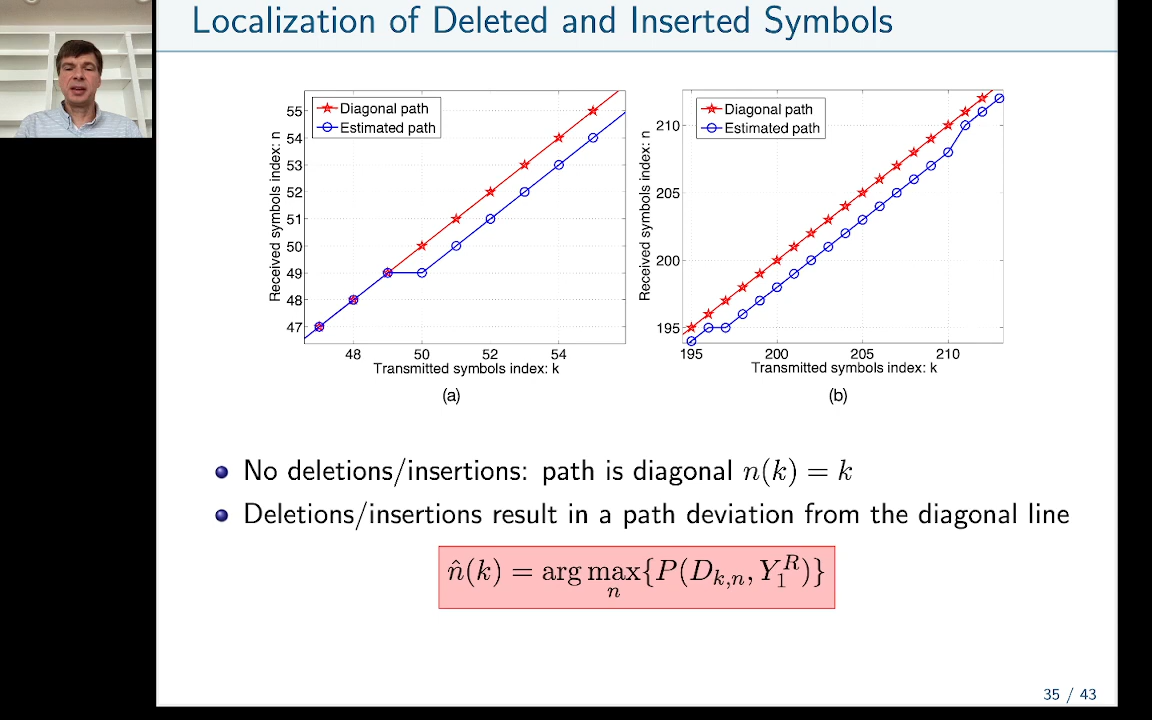 Localization of Deleted and Inserted Symbols
Diagonal path
Estimated path
Received symbols index: n
55
54
53
52
51
50
49
48
47
48 50 52 54
Transmitted symbols index: k
(a)
Diagonal path
Estimated path
Received symbols index: n
210
205
200
195
195 200 205 210
Transmitted symbols index: k
(b)
No deletions/insertions: path is diagonal n(k) = k
Deletions/insertions result in a path deviation from the diagonal line
n̂(k) = arg max{P(D_{k,n}, Y_1^R)}
n
35 / 43